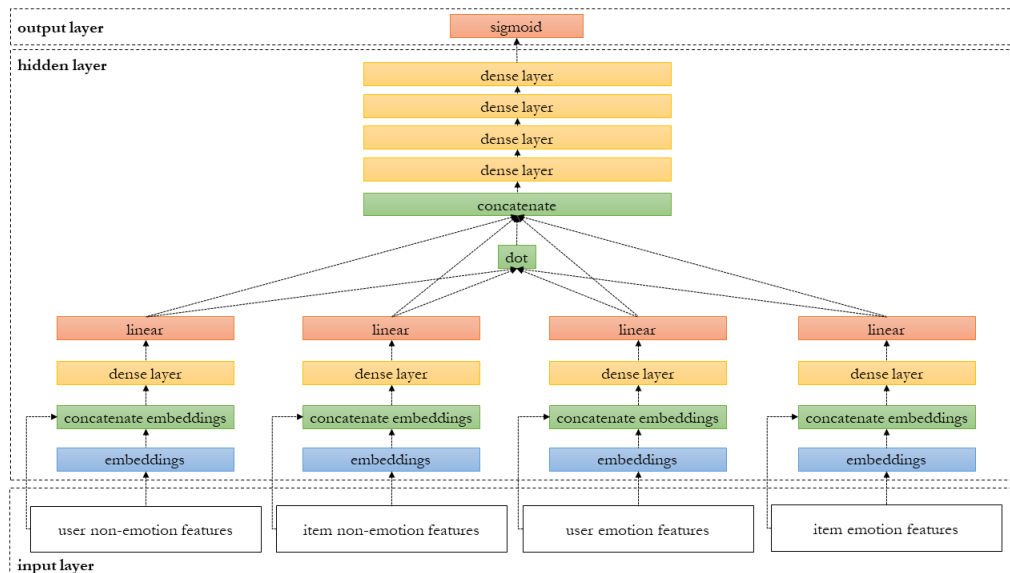 output layer
sigmoid
hidden layer
dense layer
dense layer
dense layer
dense layer
concatenate
dot
linear linear linear linear
dense layer dense layer dense layer dense layer
concatenate embeddings concatenate embeddings concatenate embeddings concatenate embeddings
embeddings embeddings embeddings embeddings
user non-emotion features item non-emotion features user emotion features item emotion features
input layer